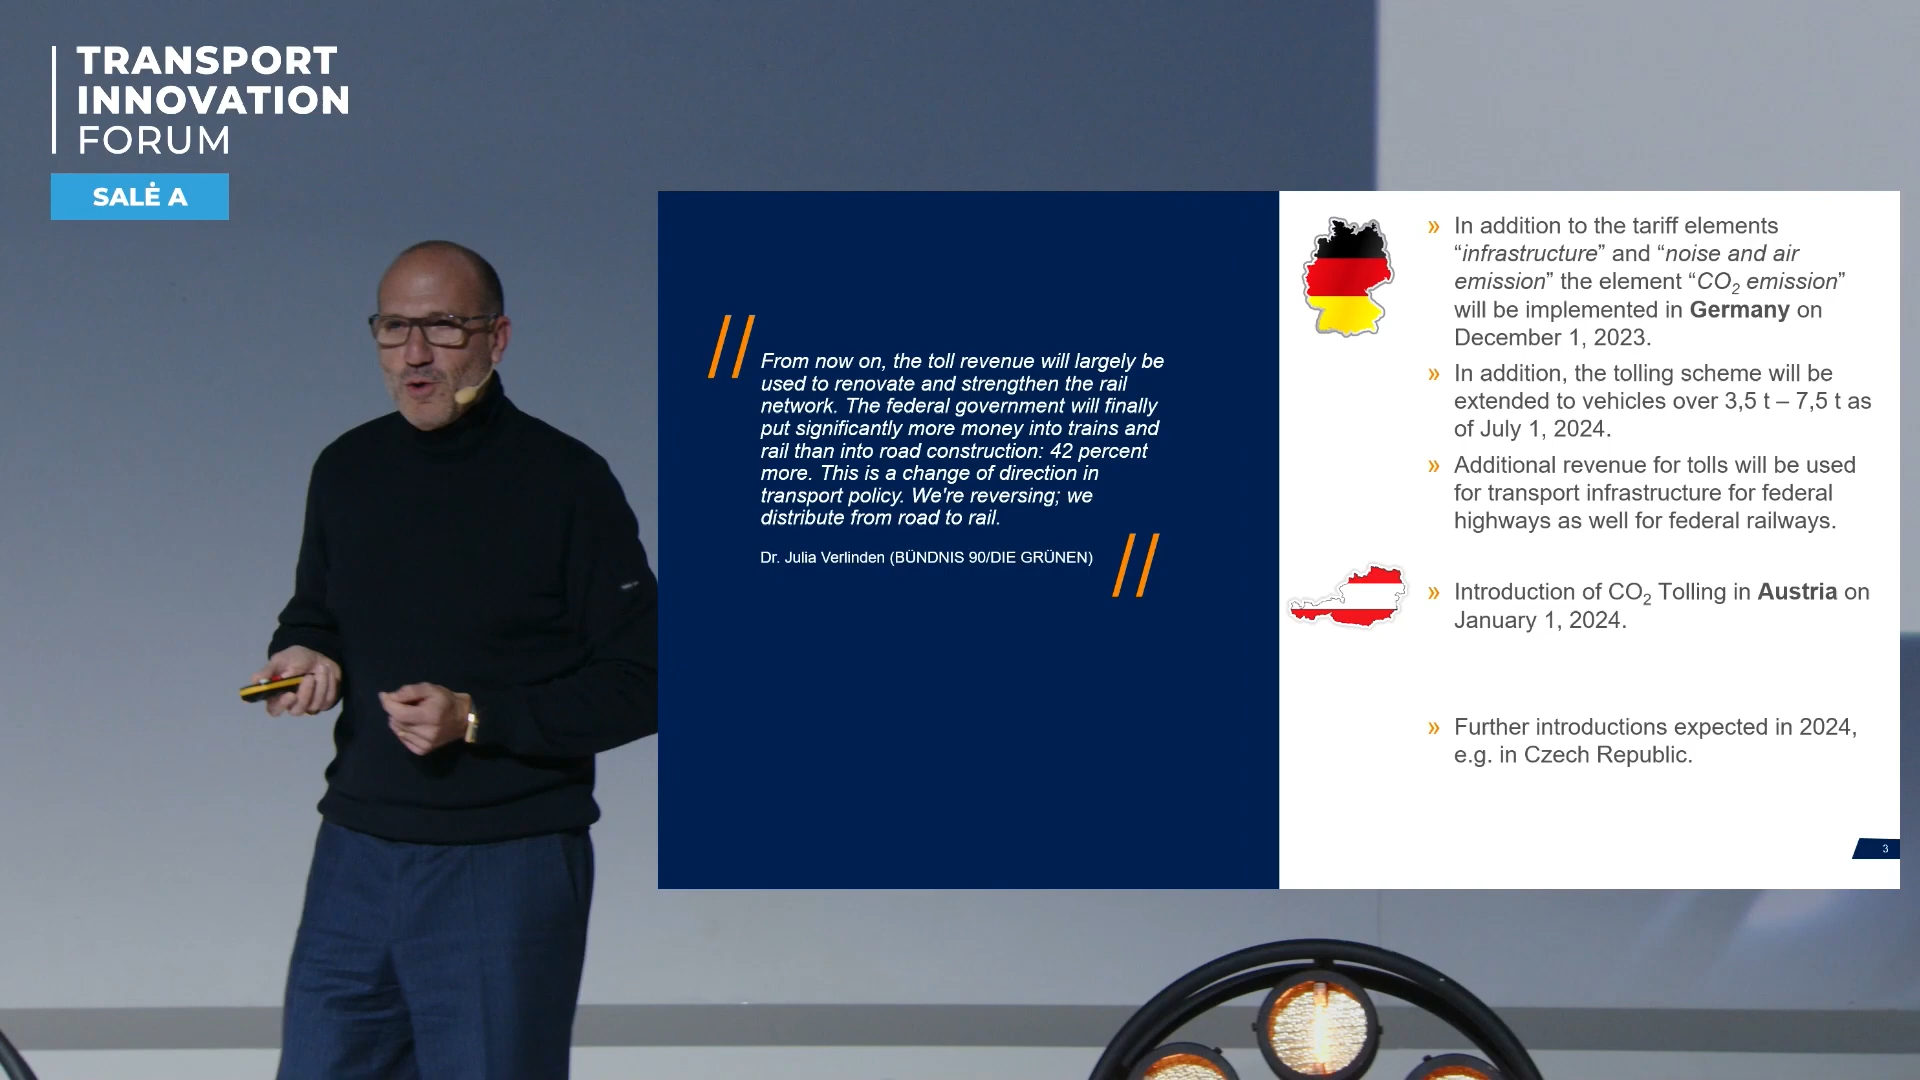 TRANSPORT
INNOVATION
FORUM
SALĖ A
From now on, the toll revenue will largely be
used to renovate and strengthen the rail
network. The federal government will finally
put significantly more money into trains and
rail than into road construction: 42 percent
more. This is a change of direction in
transport policy. We're reversing; we
distribute from road to rail.
Dr. Julia Verlinden (BÜNDNIS 90/DIE GRÜNEN)
» In addition to the tariff elements
“infrastructure” and “noise and air
emission” the element “CO₂ emission”
will be implemented in Germany on
December 1, 2023.
» In addition, the tolling scheme will be
extended to vehicles over 3,5 t – 7,5 t as
of July 1, 2024.
» Additional revenue for tolls will be used
for transport infrastructure for federal
highways as well for federal railways.
» Introduction of CO₂ Tolling in Austria on
January 1, 2024.
» Further introductions expected in 2024,
e.g. in Czech Republic.
3